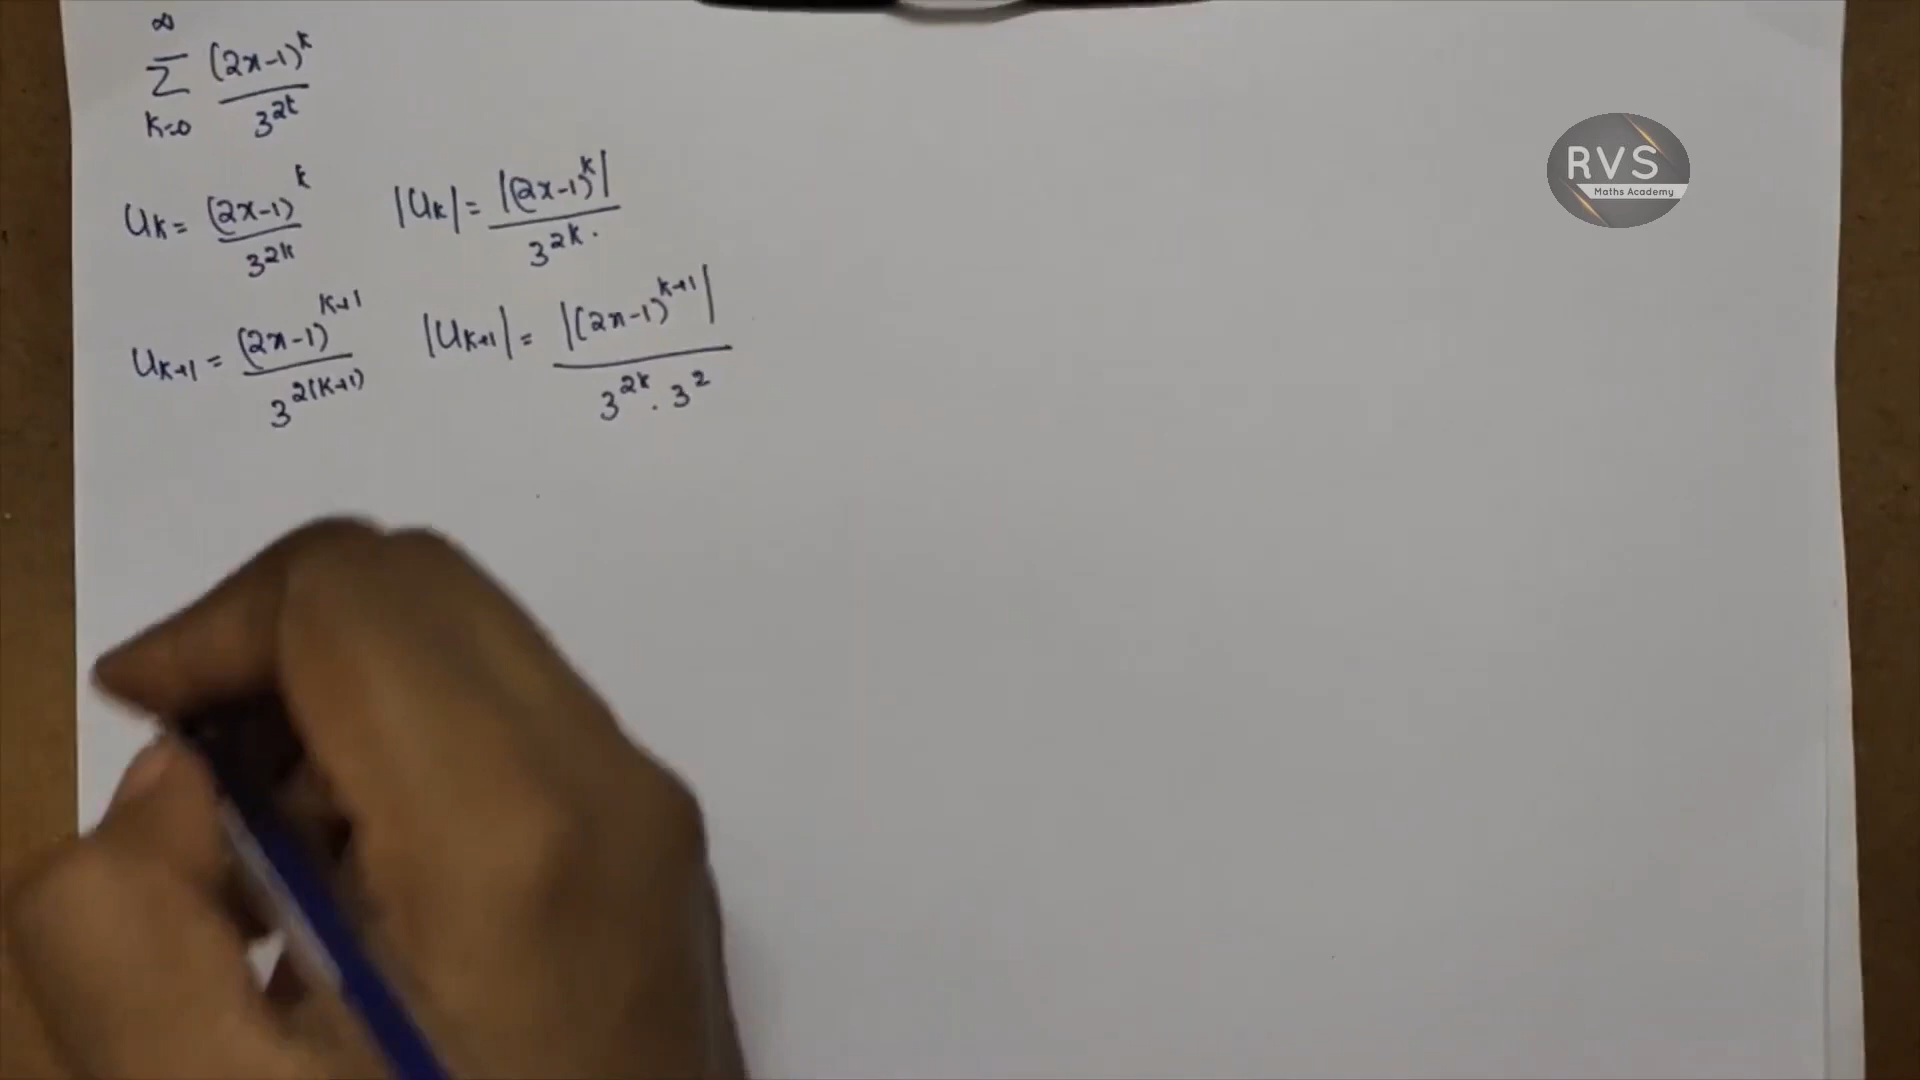 ∞
Σ (2x-1)^k / 3^2k
k=0
U_k = (2x-1)^k / 3^2k |U_k| = |(2x-1)^k| / 3^2k .
U_k+1 = (2x-1)^k+1 / 3^2(k+1) |U_k+1| = |(2x-1)^k+1| / 3^2k . 3^2
RVS
Maths Academy